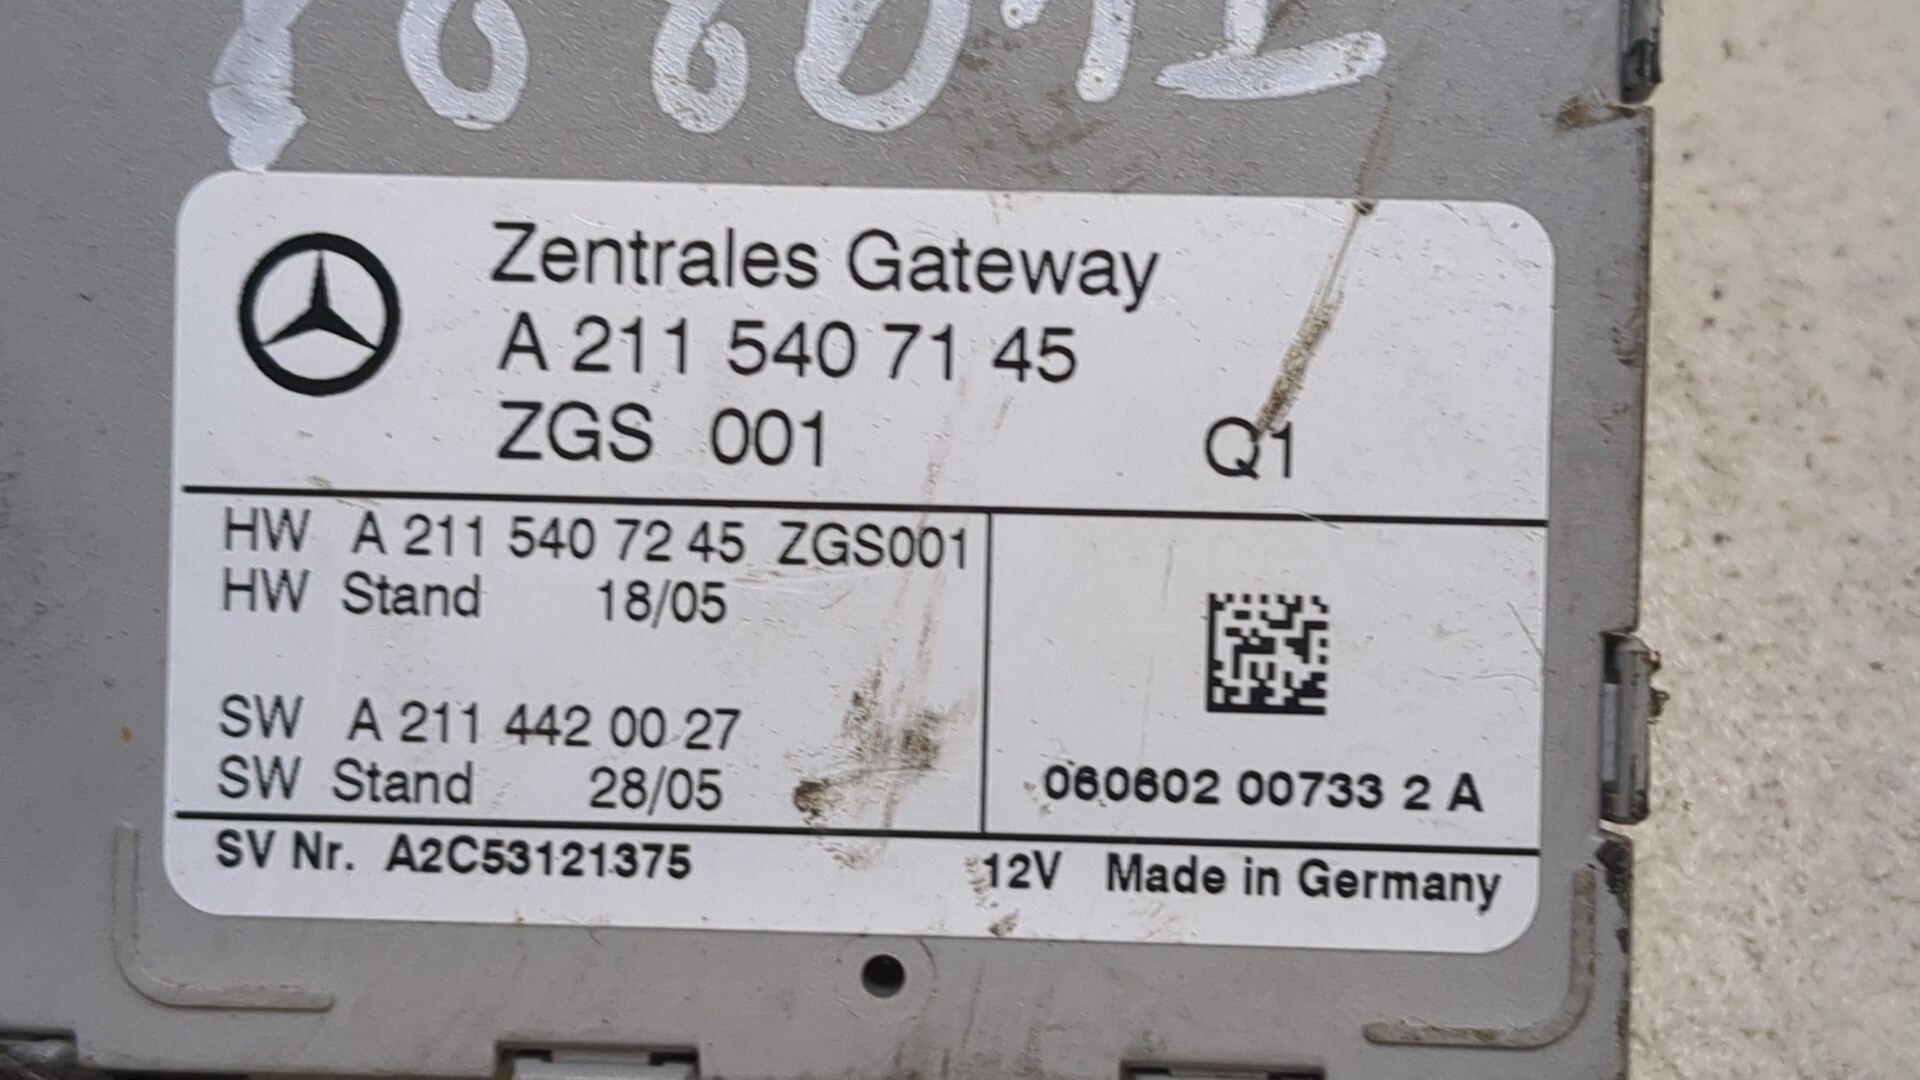 Zentrales Gateway
A 211 540 71 45
ZGS 001 Q1
HW A 211 540 72 45 ZGS001
HW Stand 18/05
SW A 211 442 00 27
SW Stand 28/05
060602 00733 2 A
SV Nr. A2C53121375 12V Made in Germany